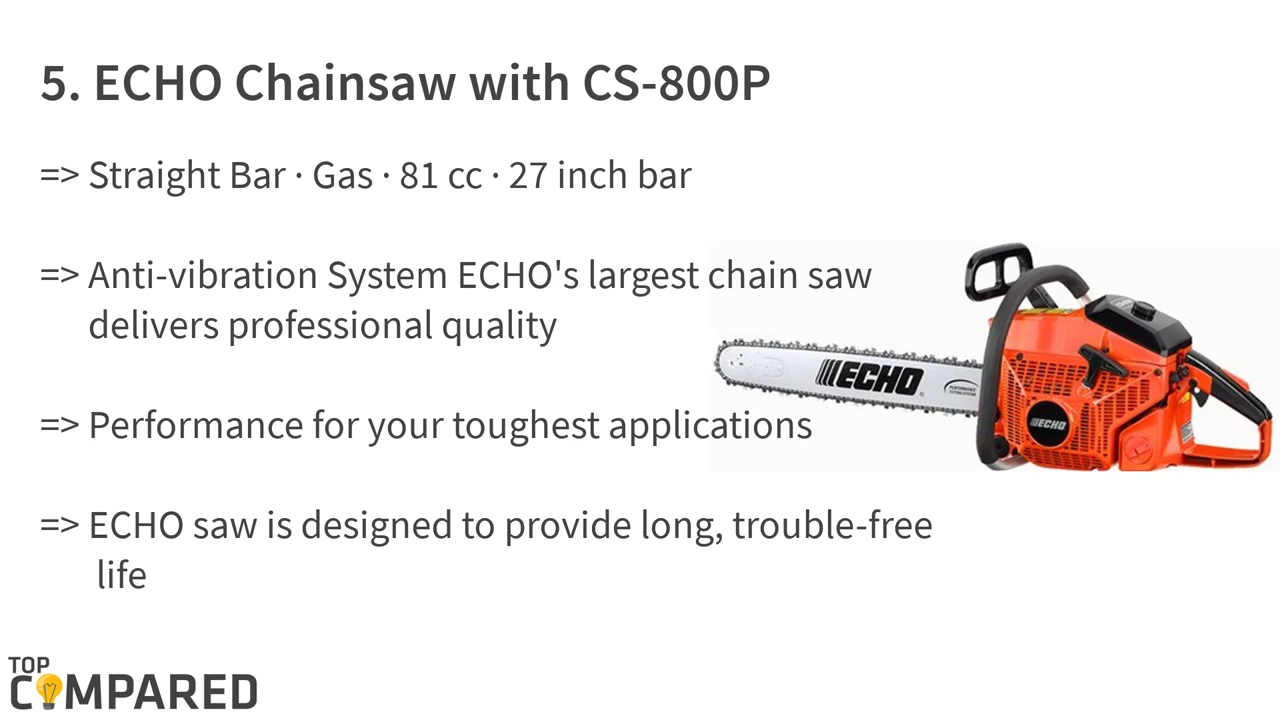 5. ECHO Chainsaw with CS-800P
=> Straight Bar · Gas · 81 cc · 27 inch bar
=> Anti-vibration System ECHO's largest chain saw
delivers professional quality
=> Performance for your toughest applications
=> ECHO saw is designed to provide long, trouble-free
life
ECHO
ECHO
TOP
COMPARED